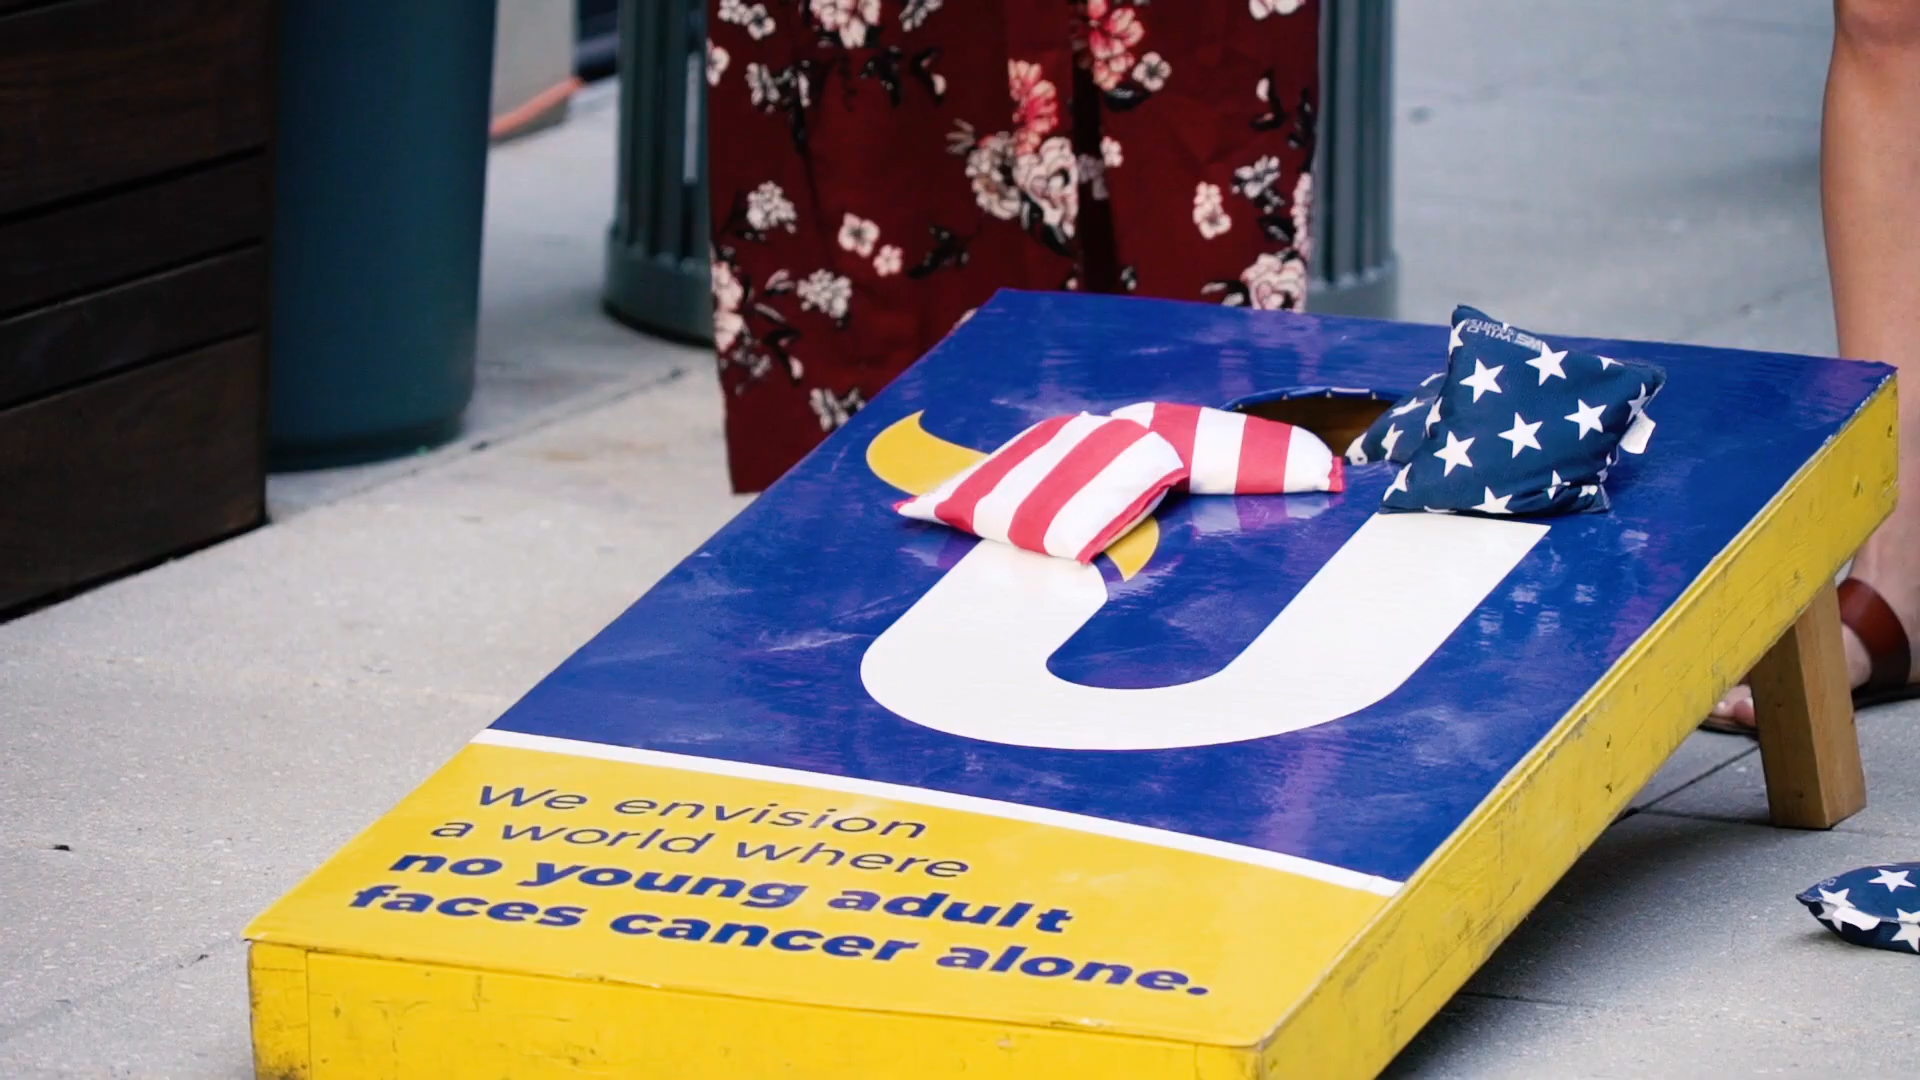 We envision
a world where
no young adult
faces cancer alone.